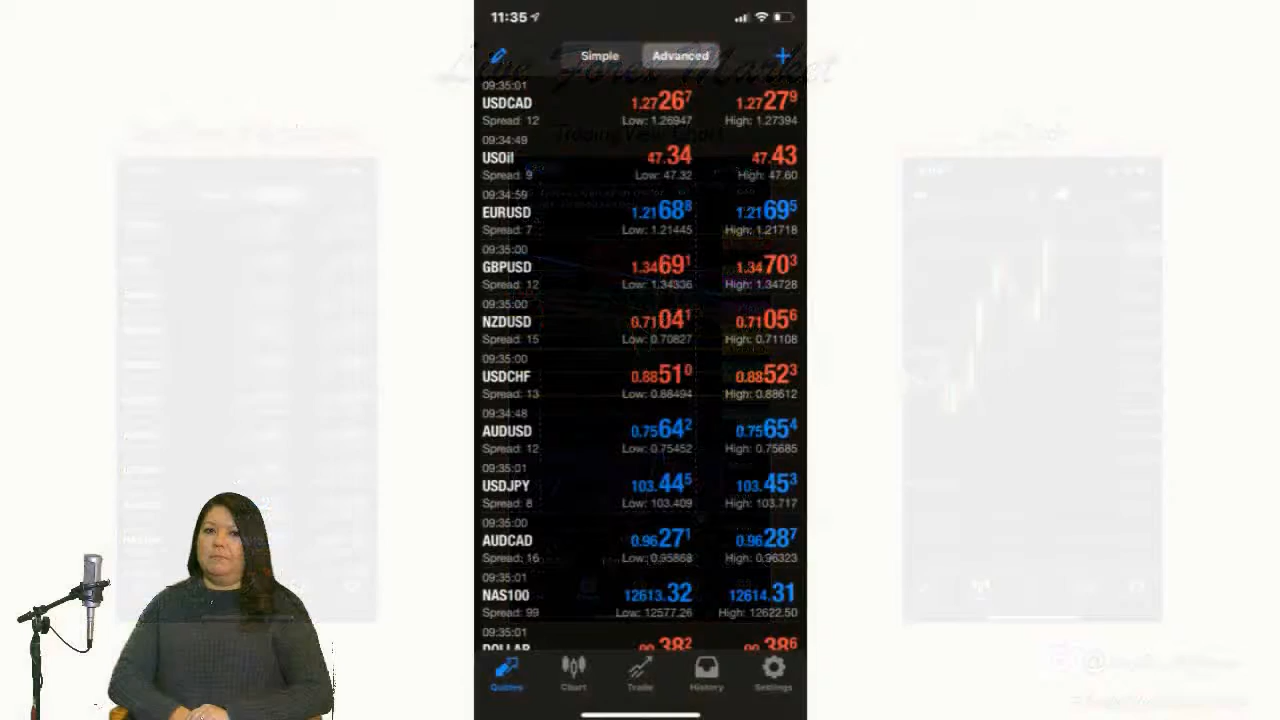 11:35
Simple Advanced
Live Forex Market
09:35:01
USDCAD 1.27267 1.27279
Spread: 12 Low: 1.26947 High: 1.27394
Trading View Chart
09:34:49
USOil 47.34 47.43
Spread: 9 Low: 47.32 High: 47.60
09:34:59
EURUSD 1.21688 1.21695
Spread: 7 Low: 1.21445 High: 1.21718
09:35:00
GBPUSD 1.34691 1.34703
Spread: 12 Low: 1.34336 High: 1.34728
09:35:00
NZDUSD 0.71041 0.71056
Spread: 15 Low: 0.70827 High: 0.71108
09:35:00
USDCHF 0.88510 0.88523
Spread: 13 Low: 0.88494 High: 0.88612
09:34:48
AUDUSD 0.75642 0.75654
Spread: 12 Low: 0.75452 High: 0.75685
09:35:01
USDJPY 103.445 103.453
Spread: 8 Low: 103.409 High: 103.717
09:35:00
AUDCAD 0.96271 0.96287
Spread: 16 Low: 0.95868 High: 0.96323
09:35:01
NAS100 12613.32 12614.31
Spread: 99 Low: 12577.26 High: 12622.50
09:35:01
DOLLAR 382 386
Quotes Chart Trade History Settings